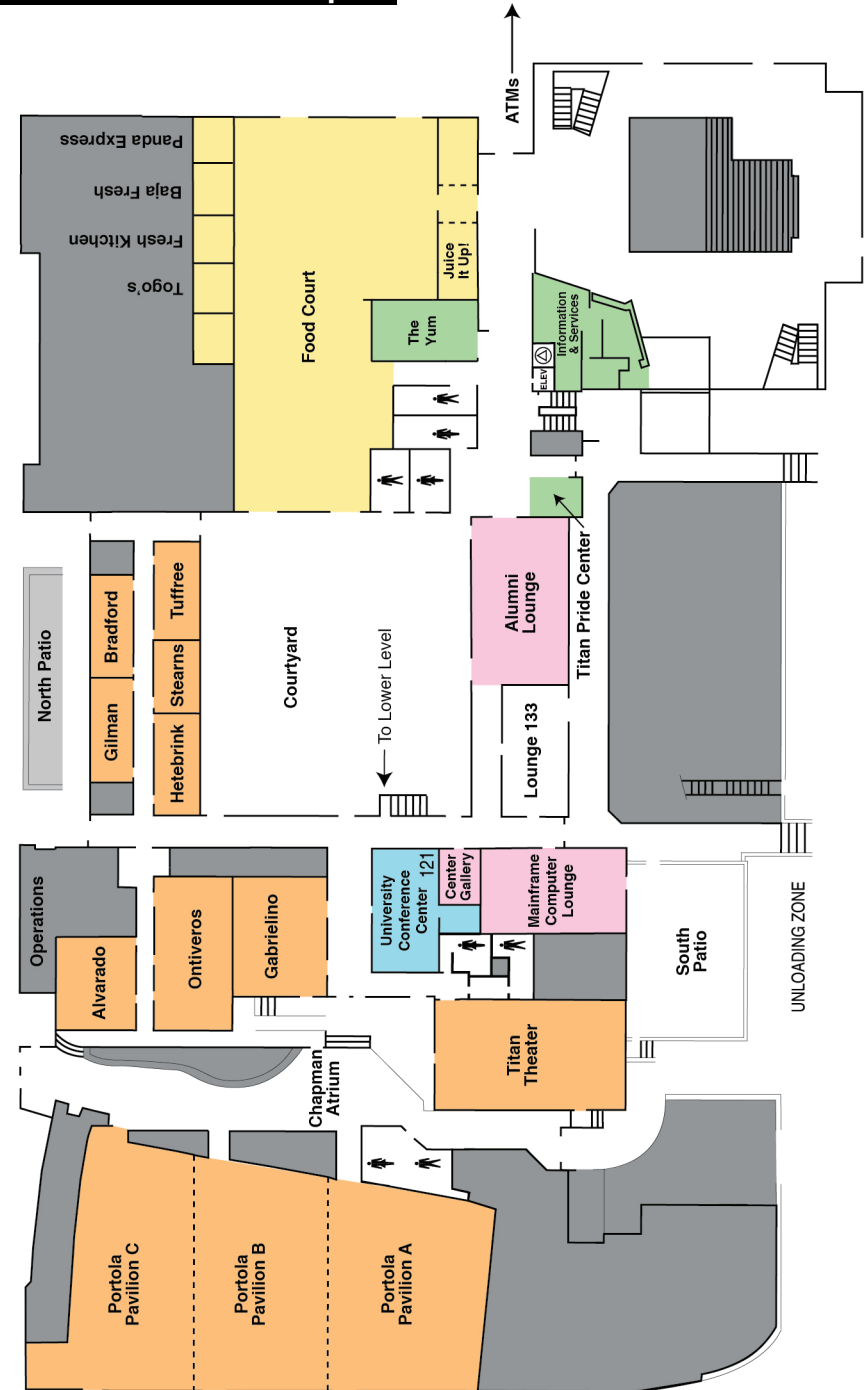 ATMs
Panda Express
Baja Fresh
Fresh Kitchen
Togo's
Food Court
Juice
It Up!
The
Yum
Information
& Services
ELEV
North Patio
Bradford
Gilman
Tuffree
Stearns
Hetebrink
Courtyard
To Lower Level
Alumni
Lounge
Titan Pride Center
Lounge 133
Operations
Alvarado
Ontiveros
Gabrielino
University
Conference
Center 121
Center
Gallery
Mainframe
Computer
Lounge
South
Patio
UNLOADING ZONE
Titan
Theater
Chapman
Atrium
Portola
Pavilion C
Portola
Pavilion B
Portola
Pavilion A